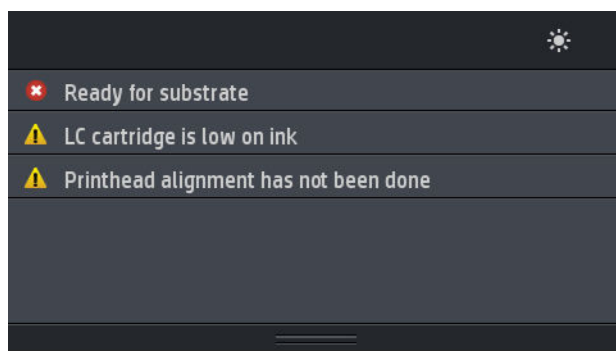 Ready for substrate
LC cartridge is low on ink
Printhead alignment has not been done